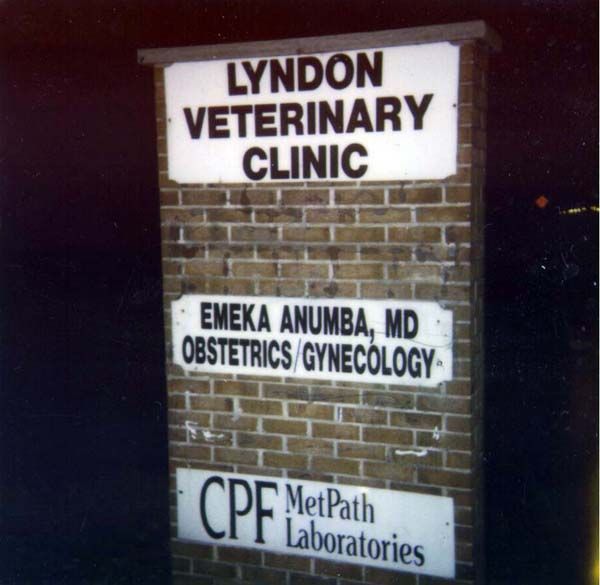 LYNDON
VETERINARY
CLINIC
EMEKA ANUMBA, MD
OBSTETRICS/GYNECOLOGY
CPF MetPath
Laboratories